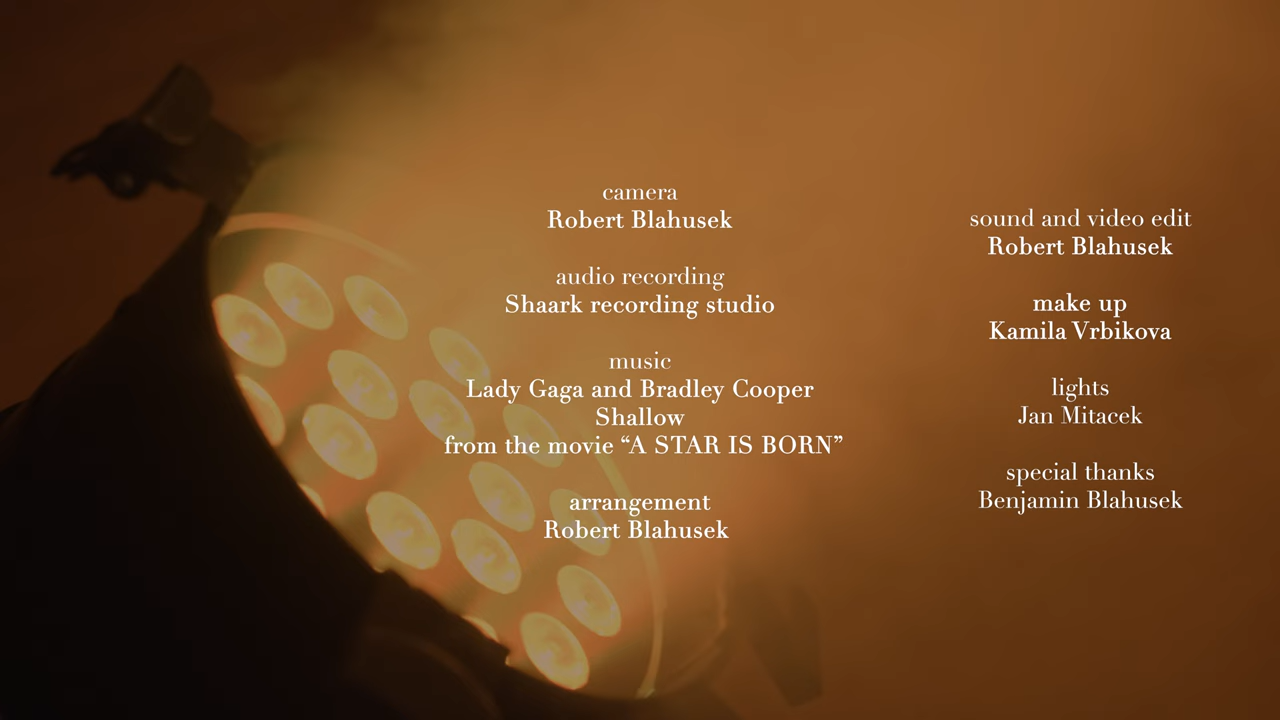 camera
Robert Blahusek
audio recording
Shaark recording studio
music
Lady Gaga and Bradley Cooper
Shallow
from the movie “A STAR IS BORN”
arrangement
Robert Blahusek
sound and video edit
Robert Blahusek
make up
Kamila Vrbikova
lights
Jan Mitacek
special thanks
Benjamin Blahusek